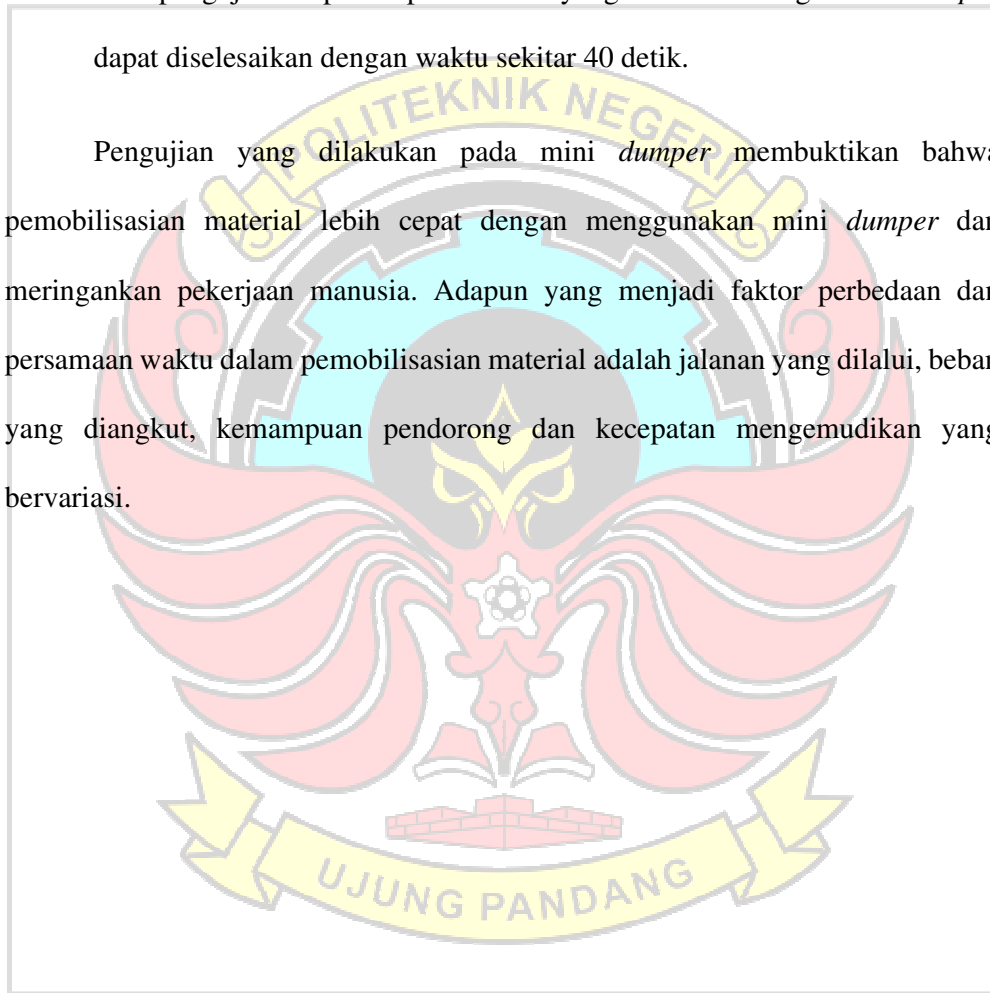 dapat diselesaikan dengan waktu sekitar 40 detik.
POLITEKNIK NEGERI
Pengujian yang dilakukan pada mini dumper membuktikan bahwa
pemobilisasian material lebih cepat dengan menggunakan mini dumper dan
meringankan pekerjaan manusia. Adapun yang menjadi faktor perbedaan dan
persamaan waktu dalam pemobilisasian material adalah jalanan yang dilalui, beban
yang diangkut, kemampuan pendorong dan kecepatan mengemudikan yang
bervariasi.
UJUNG PANDANG